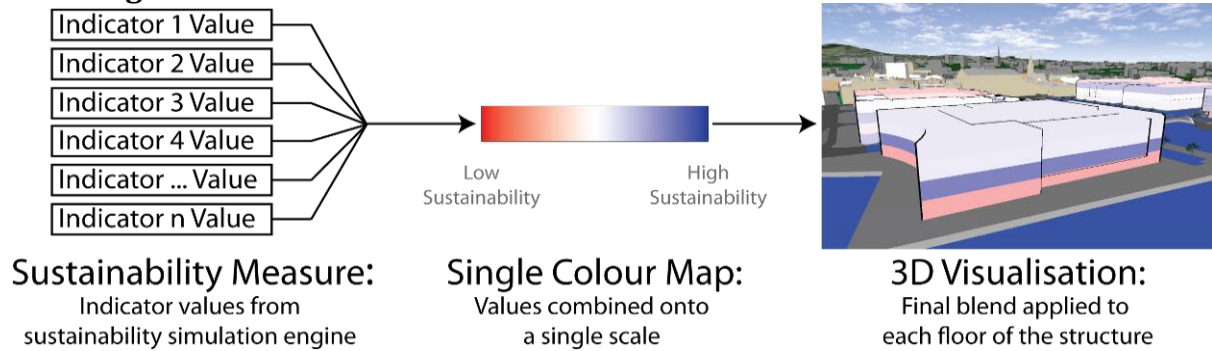 Indicator 1 Value
Indicator 2 Value
Indicator 3 Value
Indicator 4 Value
Indicator ... Value
Indicator n Value
Low
Sustainability
High
Sustainability
Sustainability Measure:
Indicator values from
sustainability simulation engine
Single Colour Map:
Values combined onto
a single scale
3D Visualisation:
Final blend applied to
each floor of the structure